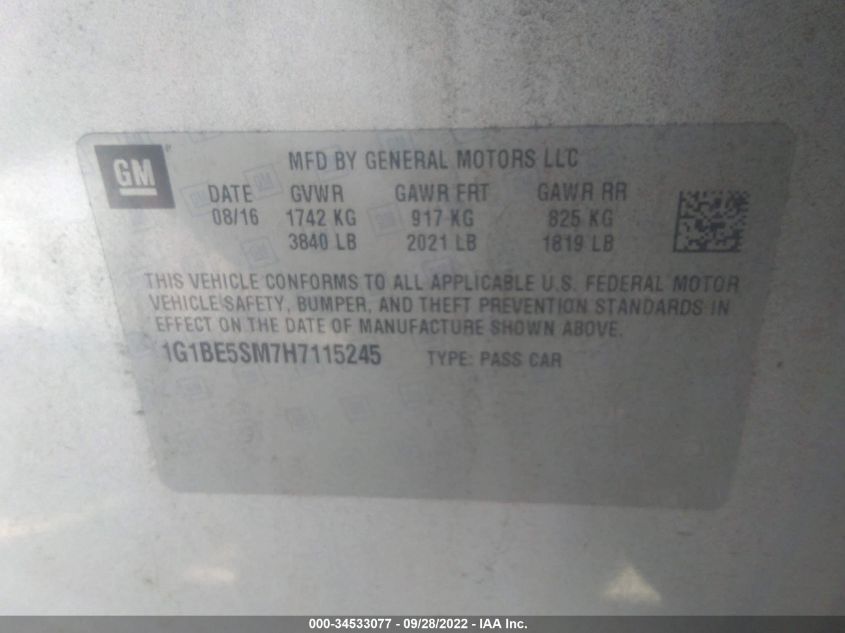 GM
MFD BY GENERAL MOTORS LLC
DATE GVWR GAWR FRT GAWR RR
08/16 1742 KG 917 KG 825 KG
3840 LB 2021 LB 1819 LB
THIS VEHICLE CONFORMS TO ALL APPLICABLE U.S. FEDERAL MOTOR
VEHICLE SAFETY, BUMPER, AND THEFT PREVENTION STANDARDS IN
EFFECT ON THE DATE OF MANUFACTURE SHOWN ABOVE.
1G1BE5SM7H7115245 TYPE: PASS CAR
000-34533077 - 09/28/2022 - IAA Inc.